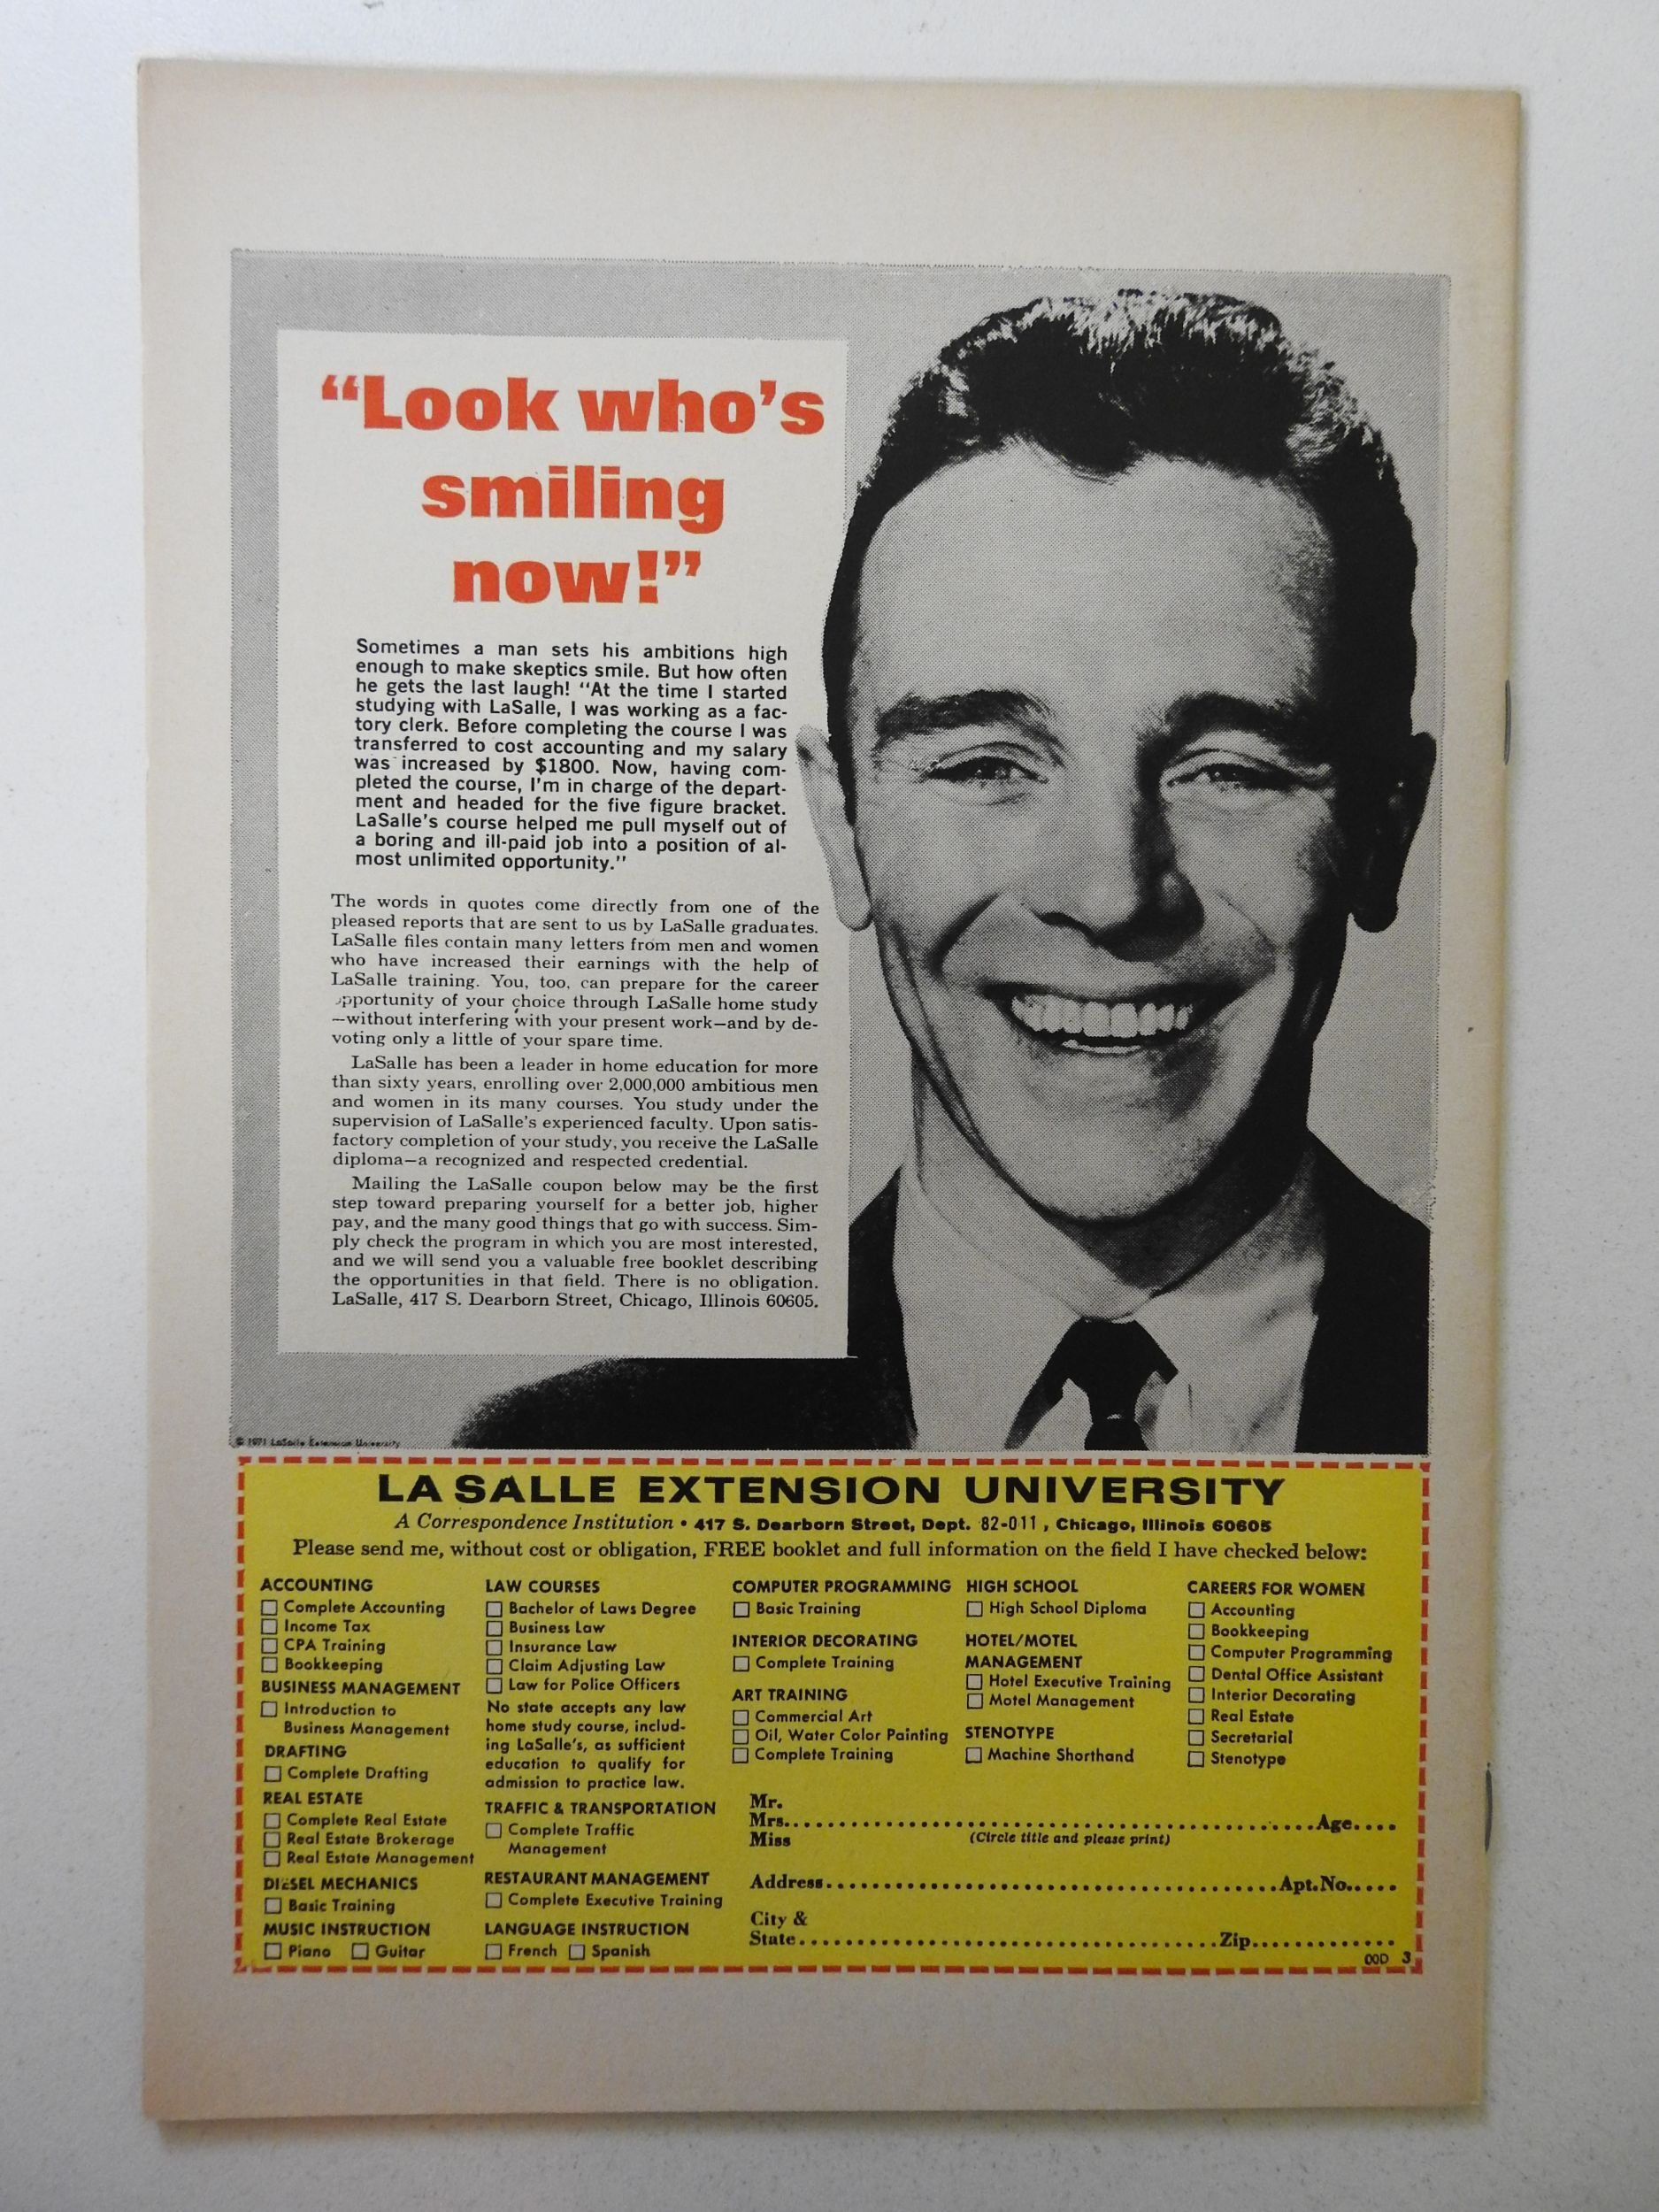 “Look who’s
smiling
now!”
Sometimes a man sets his ambitions high
enough to make skeptics smile. But how often
he gets the last laugh! “At the time I started
studying with LaSalle, I was working as a fac-
tory clerk. Before completing the course I was
transferred to cost accounting and my salary
was increased by $1800. Now, having com-
pleted the course, I’m in charge of the depart-
ment and headed for the five figure bracket.
LaSalle’s course helped me pull myself out of
a boring and ill-paid job into a position of al-
most unlimited opportunity.”
The words in quotes come directly from one of the
pleased reports that are sent to us by LaSalle graduates.
LaSalle files contain many letters from men and women
who have increased their earnings with the help of
LaSalle training. You, too, can prepare for the career
opportunity of your choice through LaSalle home study
—without interfering with your present work—and by de-
voting only a little of your spare time.
LaSalle has been a leader in home education for more
than sixty years, enrolling over 2,000,000 ambitious men
and women in its many courses. You study under the
supervision of LaSalle’s experienced faculty. Upon satis-
factory completion of your study, you receive the LaSalle
diploma—a recognized and respected credential.
Mailing the LaSalle coupon below may be the first
step toward preparing yourself for a better job, higher
pay, and the many good things that go with success. Sim-
ply check the program in which you are most interested,
and we will send you a valuable free booklet describing
the opportunities in that field. There is no obligation.
LaSalle, 417 S. Dearborn Street, Chicago, Illinois 60605.
© 1971 LaSalle Extension University
LA SALLE EXTENSION UNIVERSITY
A Correspondence Institution • 417 S. Dearborn Street, Dept. 82-011, Chicago, Illinois 60605
Please send me, without cost or obligation, FREE booklet and full information on the field I have checked below:
ACCOUNTING
Complete Accounting
Income Tax
CPA Training
Bookkeeping
BUSINESS MANAGEMENT
Introduction to
Business Management
DRAFTING
Complete Drafting
REAL ESTATE
Complete Real Estate
Real Estate Brokerage
Real Estate Management
DIESEL MECHANICS
Basic Training
MUSIC INSTRUCTION
Piano Guitar
LAW COURSES
Bachelor of Laws Degree
Business Law
Insurance Law
Claim Adjusting Law
Law for Police Officers
No state accepts any law
home study course, includ-
ing LaSalle’s, as sufficient
education to qualify for
admission to practice law.
TRAFFIC & TRANSPORTATION
Complete Traffic
Management
RESTAURANT MANAGEMENT
Complete Executive Training
LANGUAGE INSTRUCTION
French Spanish
COMPUTER PROGRAMMING
Basic Training
INTERIOR DECORATING
Complete Training
ART TRAINING
Commercial Art
Oil, Water Color Painting
Complete Training
HIGH SCHOOL
High School Diploma
HOTEL/MOTEL
MANAGEMENT
Hotel Executive Training
Motel Management
STENOTYPE
Machine Shorthand
CAREERS FOR WOMEN
Accounting
Bookkeeping
Computer Programming
Dental Office Assistant
Interior Decorating
Real Estate
Secretarial
Stenotype
Mr.
Mrs. Age
Miss (Circle title and please print)
Address Apt.No.
City &
State Zip
OOD 3